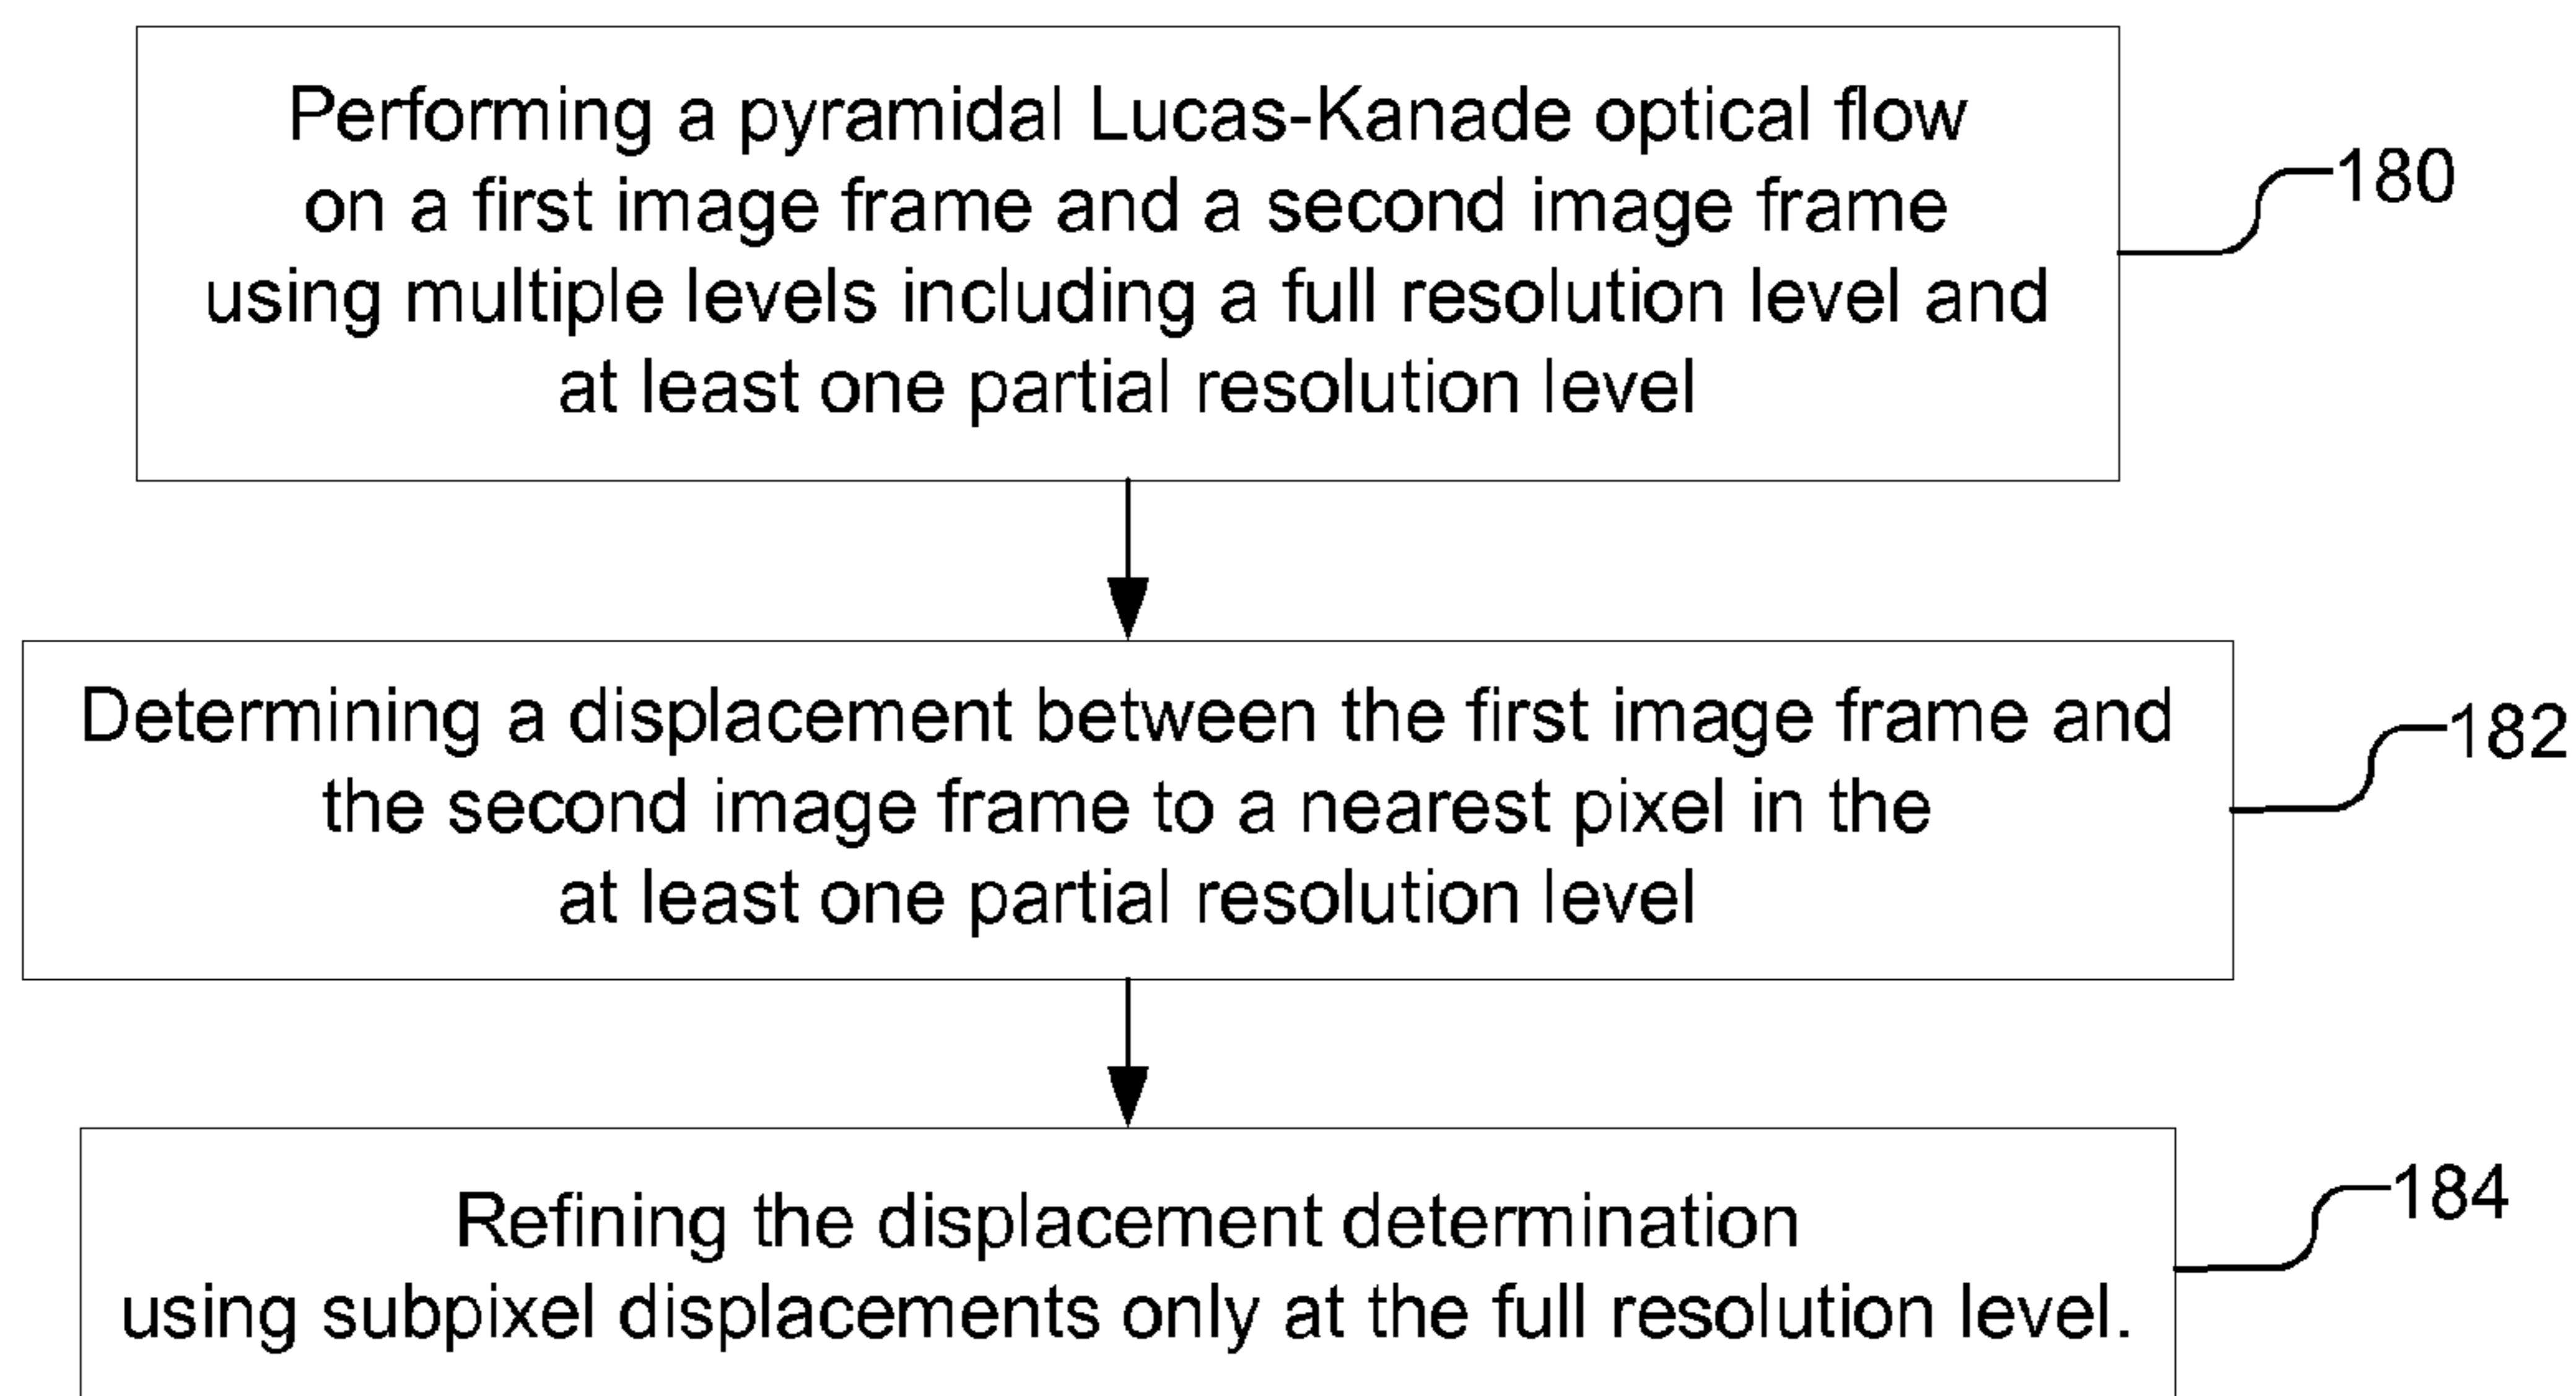 Performing a pyramidal Lucas-Kanade optical flow
on a first image frame and a second image frame
using multiple levels including a full resolution level and
at least one partial resolution level
180
Determining a displacement between the first image frame and
the second image frame to a nearest pixel in the
at least one partial resolution level
182
Refining the displacement determination
using subpixel displacements only at the full resolution level.
184